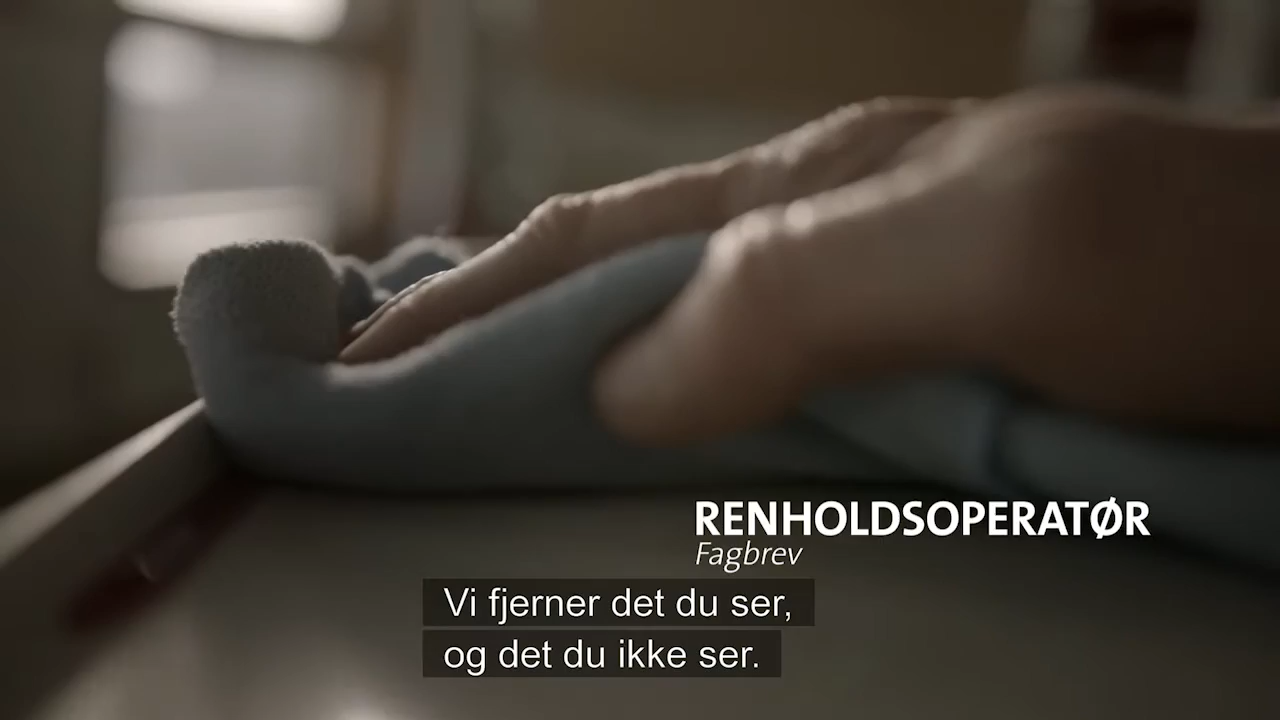 RENHOLDSOPERATØR
Fagbrev
Vi fjerner det du ser,
og det du ikke ser.